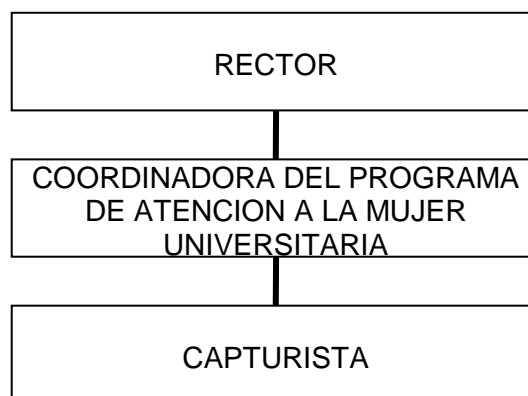 RECTOR
COORDINADORA DEL PROGRAMA
DE ATENCION A LA MUJER
UNIVERSITARIA
CAPTURISTA